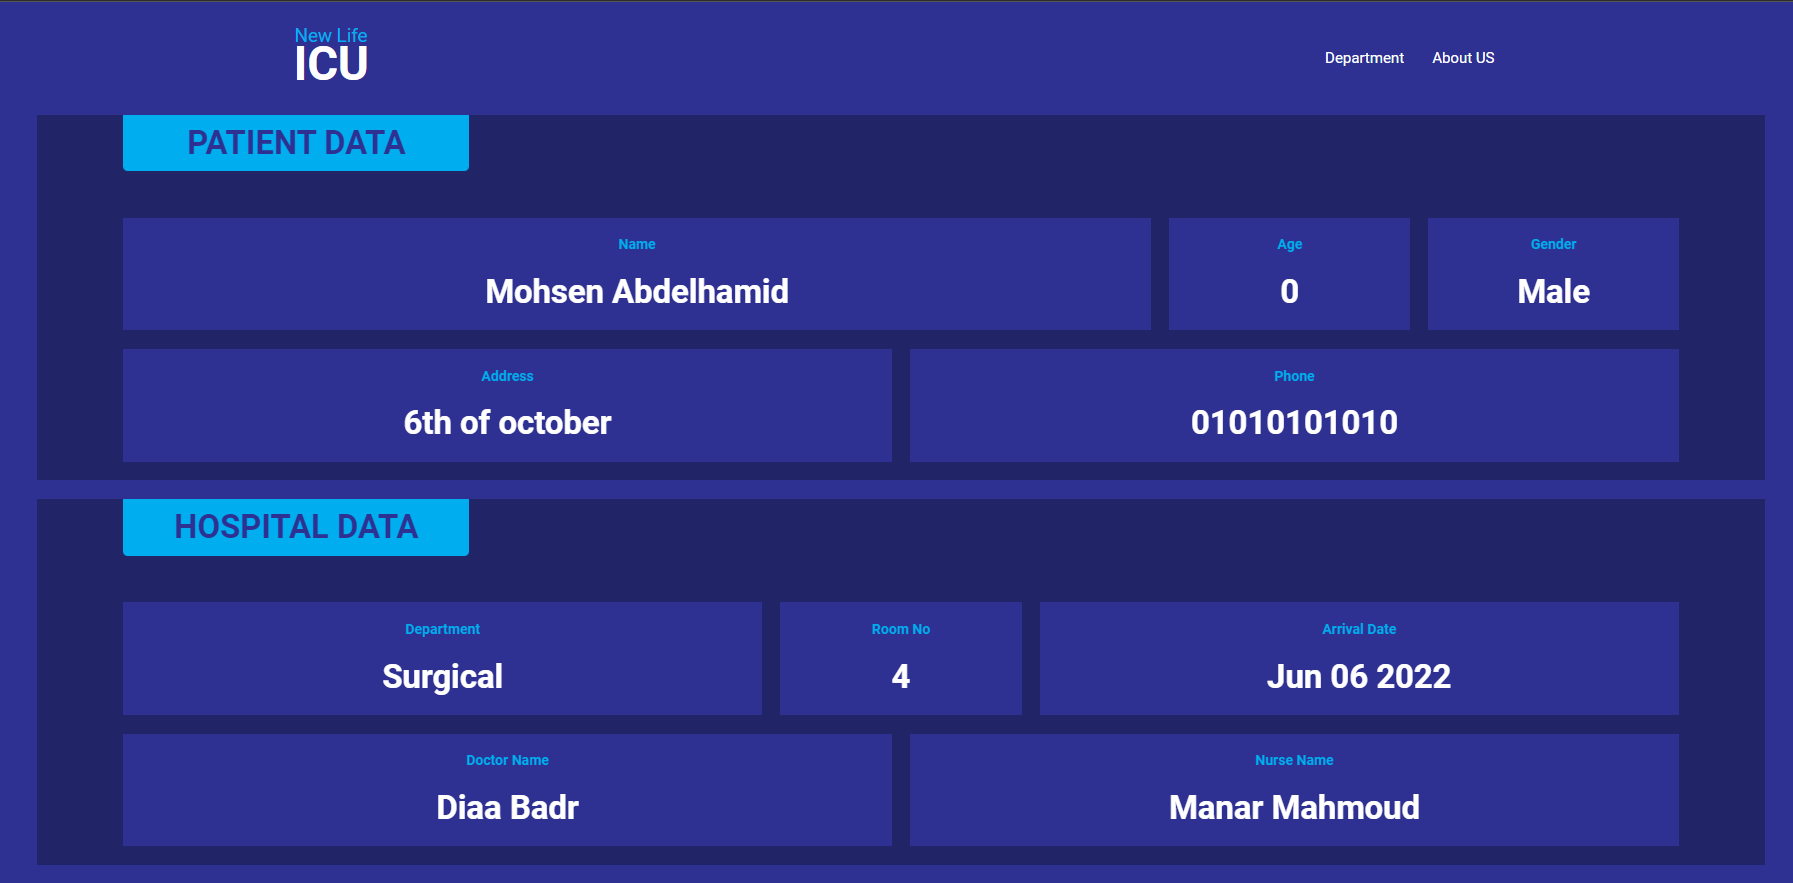 New Life
ICU
Department About US
PATIENT DATA
Name Age Gender
Mohsen Abdelhamid 0 Male
Address Phone
6th of october 01010101010
HOSPITAL DATA
Department Room No Arrival Date
Surgical 4 Jun 06 2022
Doctor Name Nurse Name
Diaa Badr Manar Mahmoud